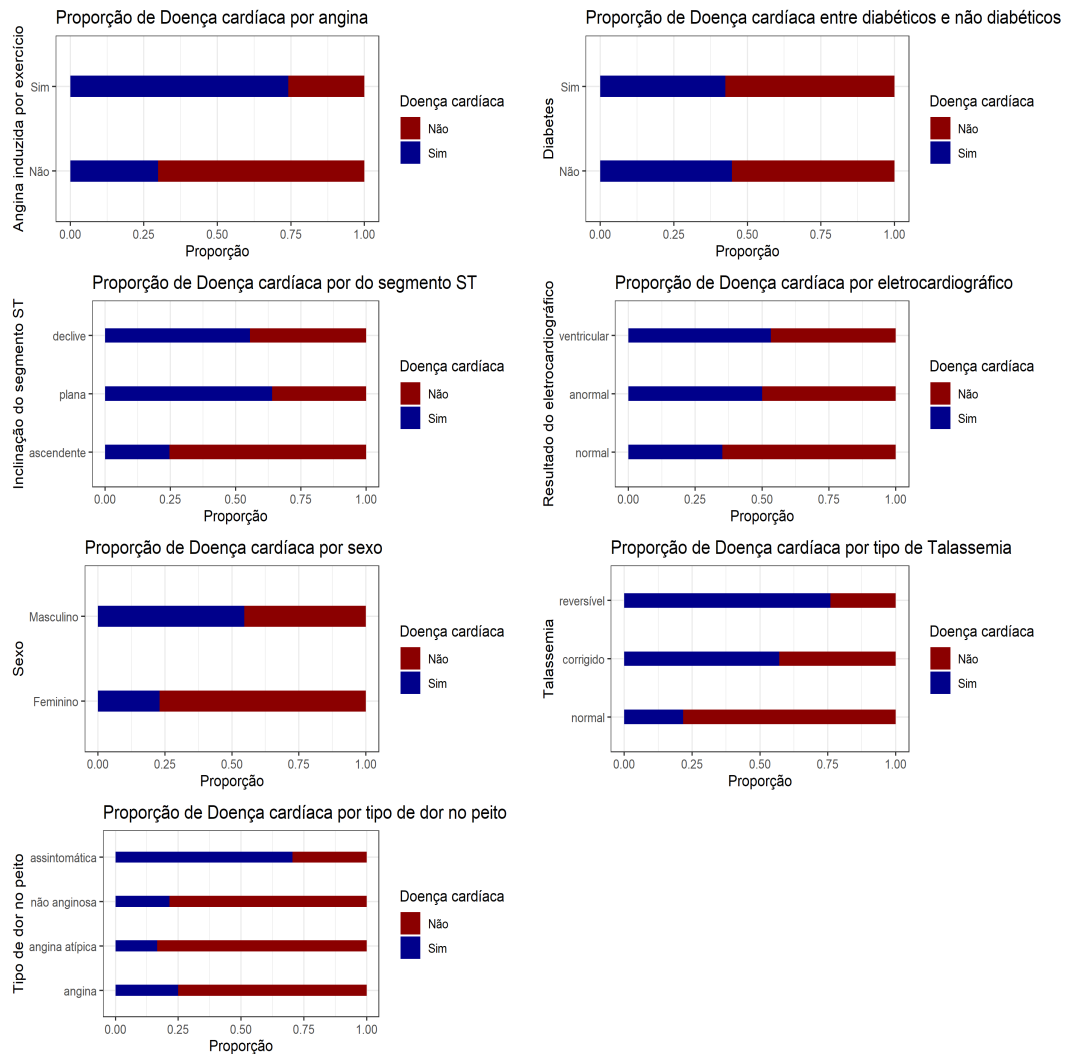 Proporção de Doença cardíaca por angina
Angina induzida por exercício
Sim
Não
0.00 0.25 0.50 0.75 1.00
Proporção
Doença cardíaca
Não
Sim
Proporção de Doença cardíaca entre diabéticos e não diabéticos
Diabetes
Sim
Não
0.00 0.25 0.50 0.75 1.00
Proporção
Doença cardíaca
Não
Sim
Proporção de Doença cardíaca por do segmento ST
Inclinação do segmento ST
declive
plana
ascendente
0.00 0.25 0.50 0.75 1.00
Proporção
Doença cardíaca
Não
Sim
Proporção de Doença cardíaca por eletrocardiográfico
Resultado do eletrocardiográfico
ventricular
anormal
normal
0.00 0.25 0.50 0.75 1.00
Proporção
Doença cardíaca
Não
Sim
Proporção de Doença cardíaca por sexo
Sexo
Masculino
Feminino
0.00 0.25 0.50 0.75 1.00
Proporção
Doença cardíaca
Não
Sim
Proporção de Doença cardíaca por tipo de Talassemia
Talassemia
reversível
corrigido
normal
0.00 0.25 0.50 0.75 1.00
Proporção
Doença cardíaca
Não
Sim
Proporção de Doença cardíaca por tipo de dor no peito
Tipo de dor no peito
assintomática
não anginosa
angina atípica
angina
0.00 0.25 0.50 0.75 1.00
Proporção
Doença cardíaca
Não
Sim